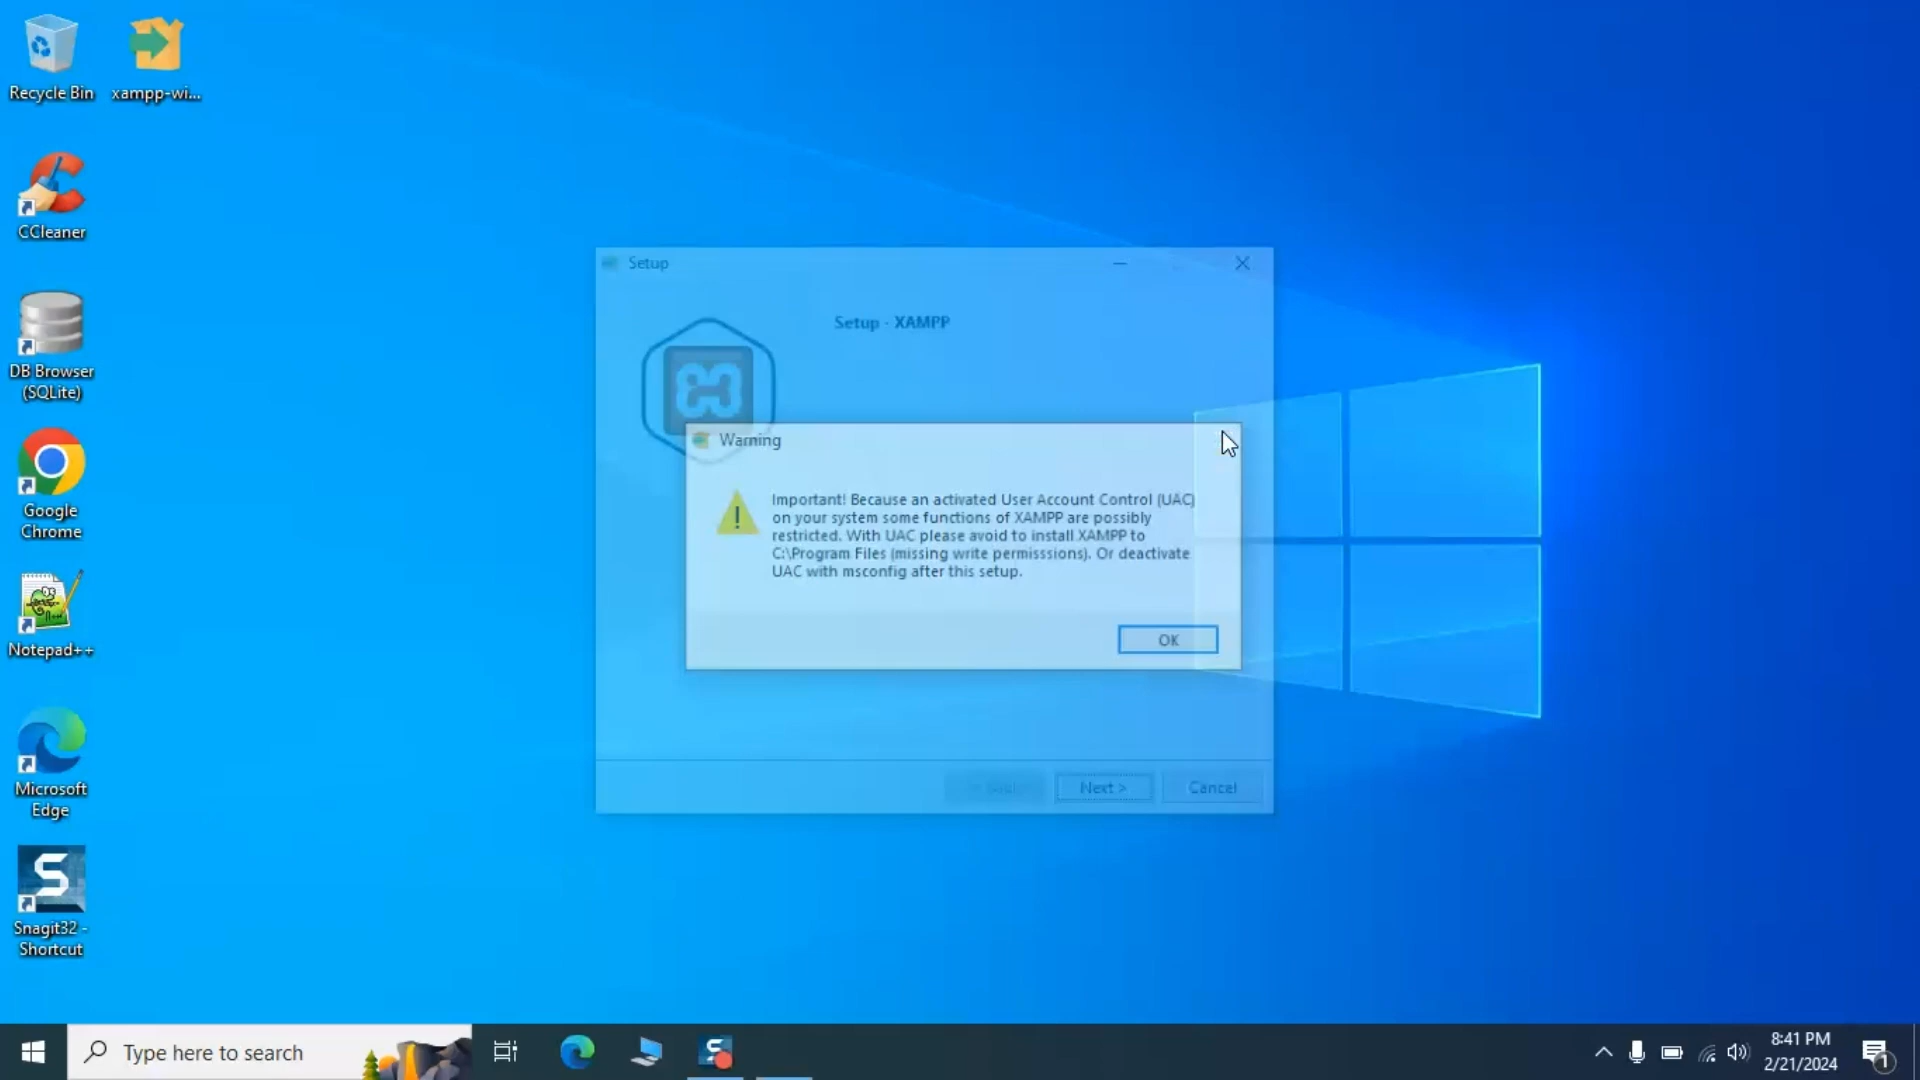 Recycle Bin
xampp-wi...
CCleaner
DB Browser
(SQLite)
Google
Chrome
Notepad++
Microsoft
Edge
Snagit32 -
Shortcut
Setup
Setup - XAMPP
Warning
Important! Because an activated User Account Control (UAC)
on your system some functions of XAMPP are possibly
restricted. With UAC please avoid to install XAMPP to
C:\Program Files (missing write permisssions). Or deactivate
UAC with msconfig after this setup.
OK
Next >
Cancel
Type here to search
8:41 PM
2/21/2024
1